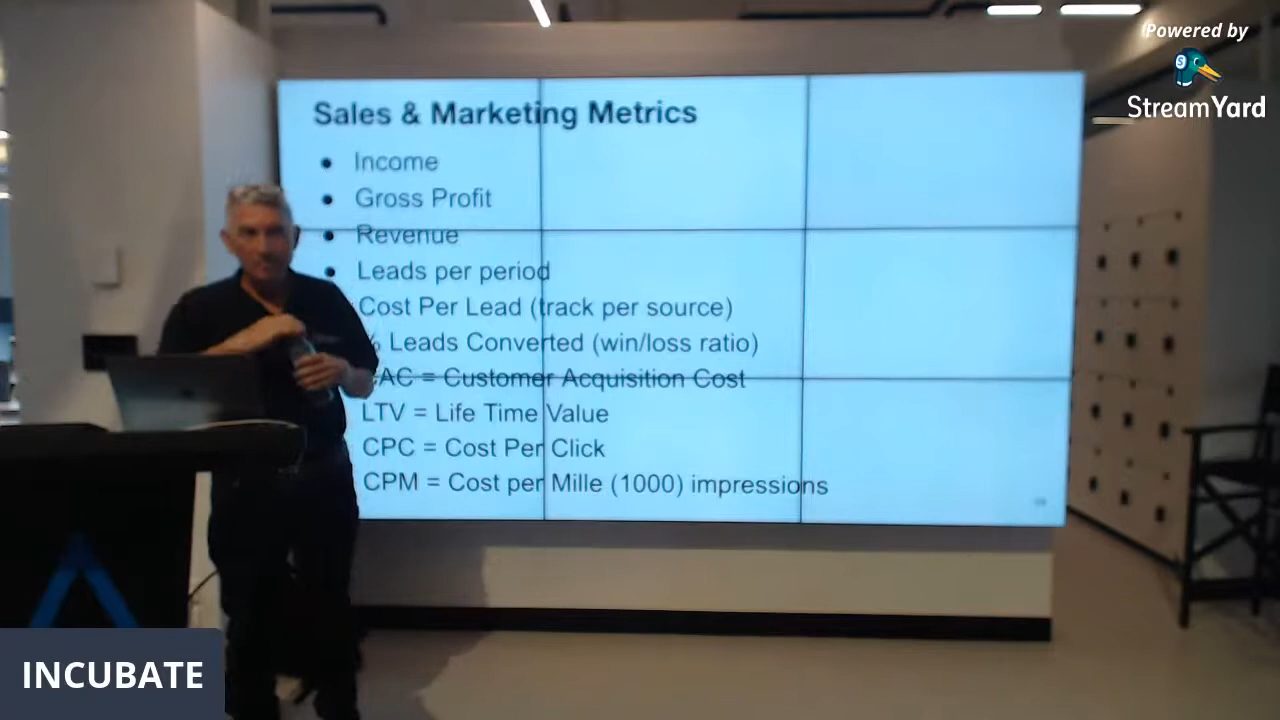 Powered by
StreamYard
Sales & Marketing Metrics
• Income
• Gross Profit
• Revenue
• Leads per period
Cost Per Lead (track per source)
% Leads Converted (win/loss ratio)
CAC = Customer Acquisition Cost
LTV = Life Time Value
CPC = Cost Per Click
CPM = Cost per Mille (1000) impressions
INCUBATE